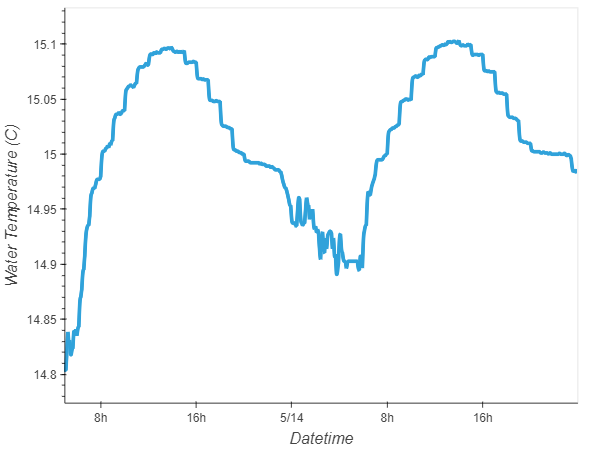 15.1
15.05
15
14.95
14.9
14.85
14.8
Water Temperature (C)
8h
16h
5/14
8h
16h
Datetime